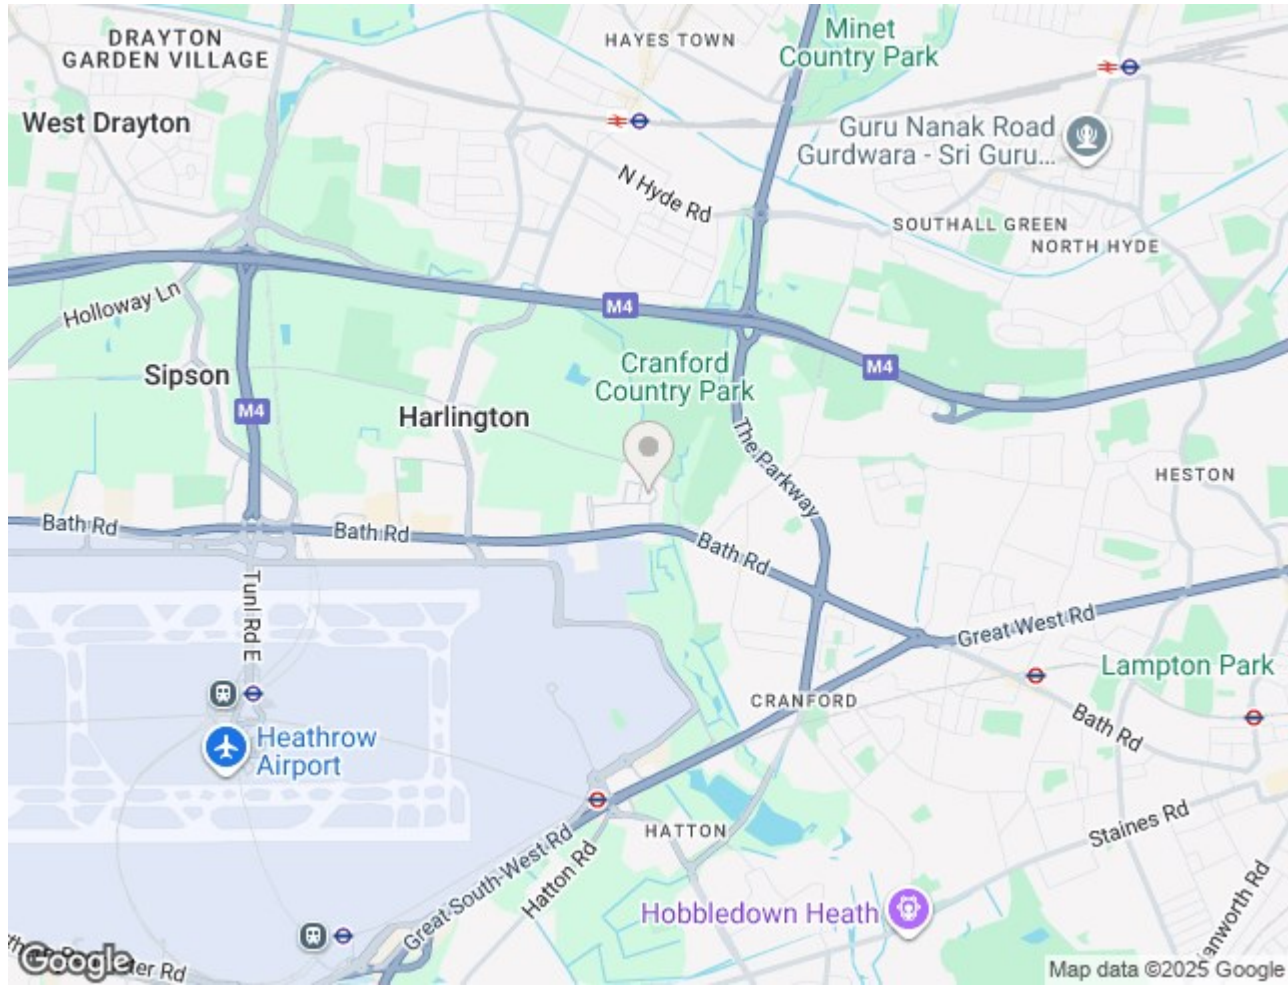 DRAYTON
GARDEN VILLAGE
HAYES TOWN
Minet
Country Park
West Drayton
Guru Nanak Road
Gurdwara - Sri Guru...
N Hyde Rd
SOUTHALL GREEN
NORTH HYDE
Holloway Ln
M4
Cranford
Country Park
M4
Sipson
M4
Harlington
The Parkway
HESTON
Bath Rd
Bath Rd
Bath Rd
Tunl Rd E
Great West Rd
Lampton Park
CRANFORD
Bath Rd
Heathrow
Airport
HATTON
Staines Rd
Great South-West Rd
Hatton Rd
Hobbledown Heath
Google
Rd
Map data ©2025 Google